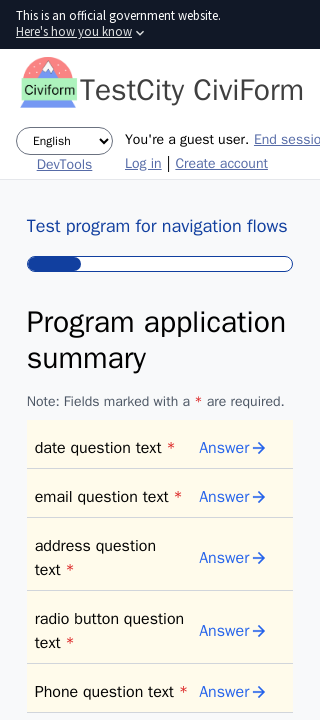 This is an official government website.
Here's how you know
Civiform
TestCity CiviForm
English
You're a guest user. End sessio
DevTools
Log in | Create account
Test program for navigation flows
Program application
summary
Note: Fields marked with a * are required.
date question text * Answer
email question text * Answer
address question
text * Answer
radio button question
text * Answer
Phone question text * Answer